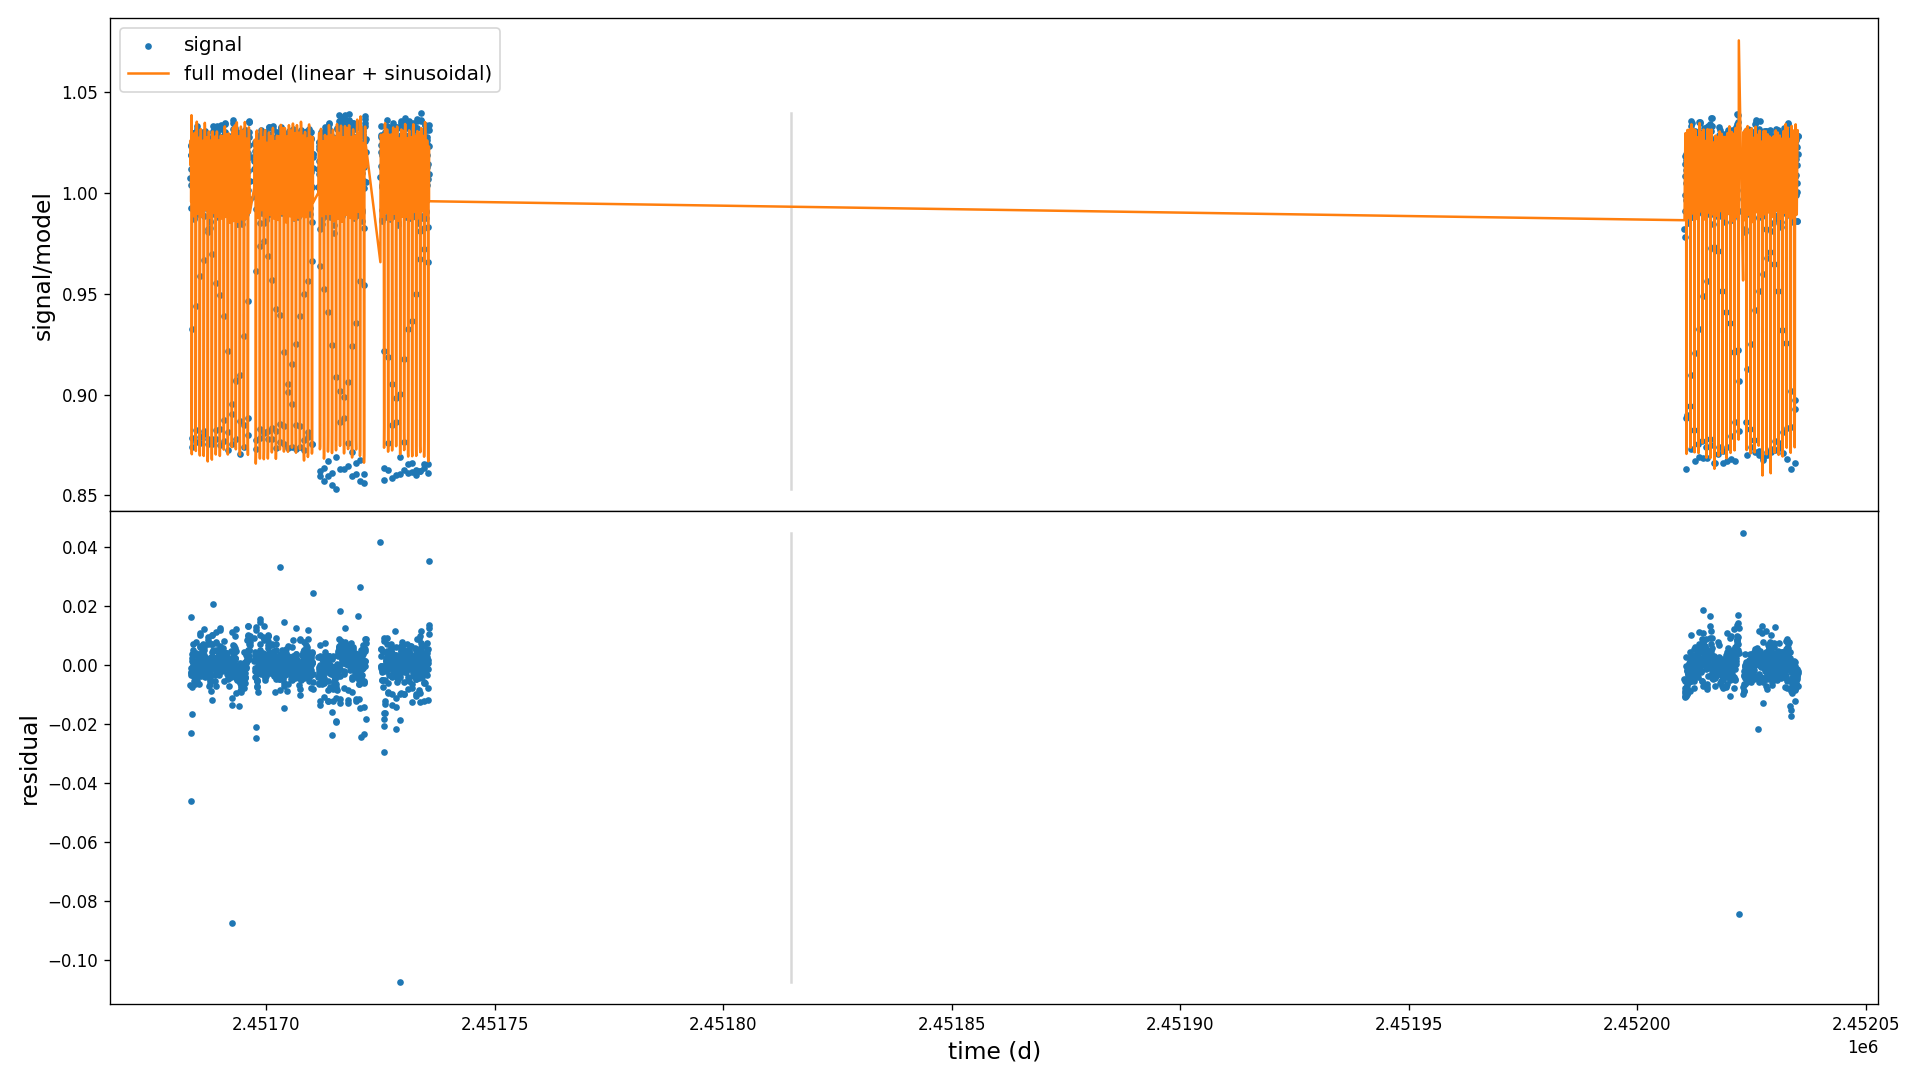 signal
full model (linear + sinusoidal)
signal/model
1.05
1.00
0.95
0.90
0.85
residual
0.04
0.02
0.00
−0.02
−0.04
−0.06
−0.08
−0.10
2.45170 2.45175 2.45180 2.45185 2.45190 2.45195 2.45200 2.45205
time (d)
1e6